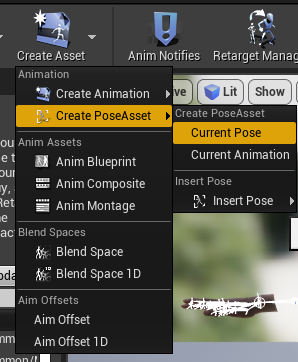 Create Asset
Anim Notifies
Retarget Manag
Animation
Create Animation
Create PoseAsset
Anim Assets
Anim Blueprint
Anim Composite
Anim Montage
Blend Spaces
Blend Space
Blend Space 1D
Aim Offsets
Aim Offset
Aim Offset 1D
Lit
Show
Create PoseAsset
Current Pose
Current Animation
Insert Pose
Insert Pose